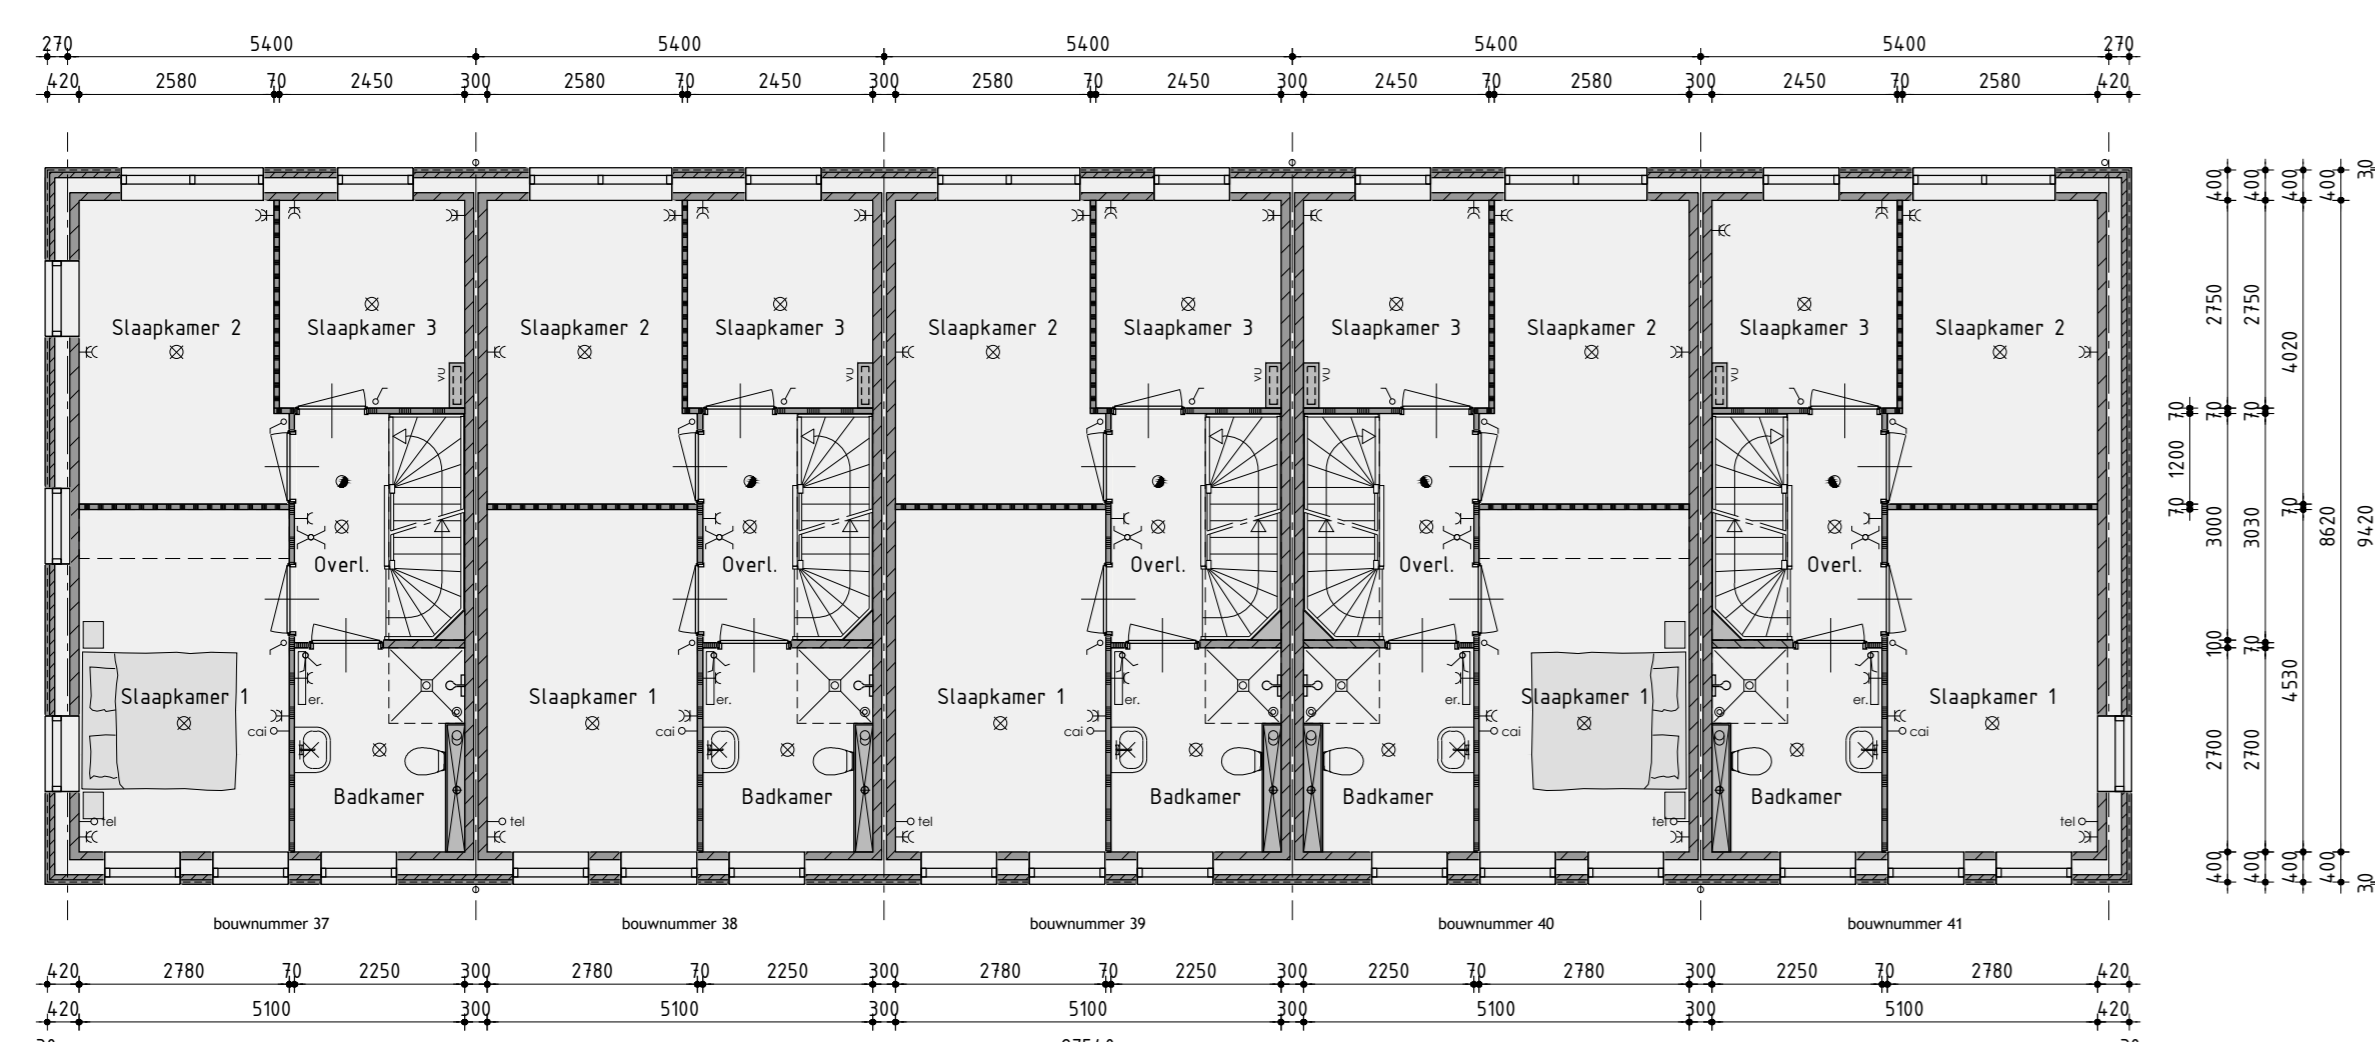 270 5400 5400 5400 5400 5400 270
420 2580 70 2450 300 2580 70 2450 300 2580 70 2450 300 2450 70 2580 300 2450 70 2580 420
30
400 400 400 400
Slaapkamer 2 Slaapkamer 3 Slaapkamer 2 Slaapkamer 3 Slaapkamer 2 Slaapkamer 3 Slaapkamer 3 Slaapkamer 2 Slaapkamer 3 Slaapkamer 2
2750 2750 4020
VU VU VU VU VU
70 70 70
1200
70 3000 3030 70 8620 9420
Overl. Overl. Overl. Overl. Overl.
100 70
4530
Slaapkamer 1 er. Slaapkamer 1 er. Slaapkamer 1 er. er. Slaapkamer 1 er. Slaapkamer 1
cai cai cai cai cai
2700 2700
Badkamer Badkamer Badkamer Badkamer Badkamer
tel tel tel tel tel
400 400 400 400
30
bouwnummer 37 bouwnummer 38 bouwnummer 39 bouwnummer 40 bouwnummer 41
420 2780 70 2250 300 2780 70 2250 300 2780 70 2250 300 2250 70 2780 300 2250 70 2780 420
420 5100 300 5100 300 5100 300 5100 300 5100 420